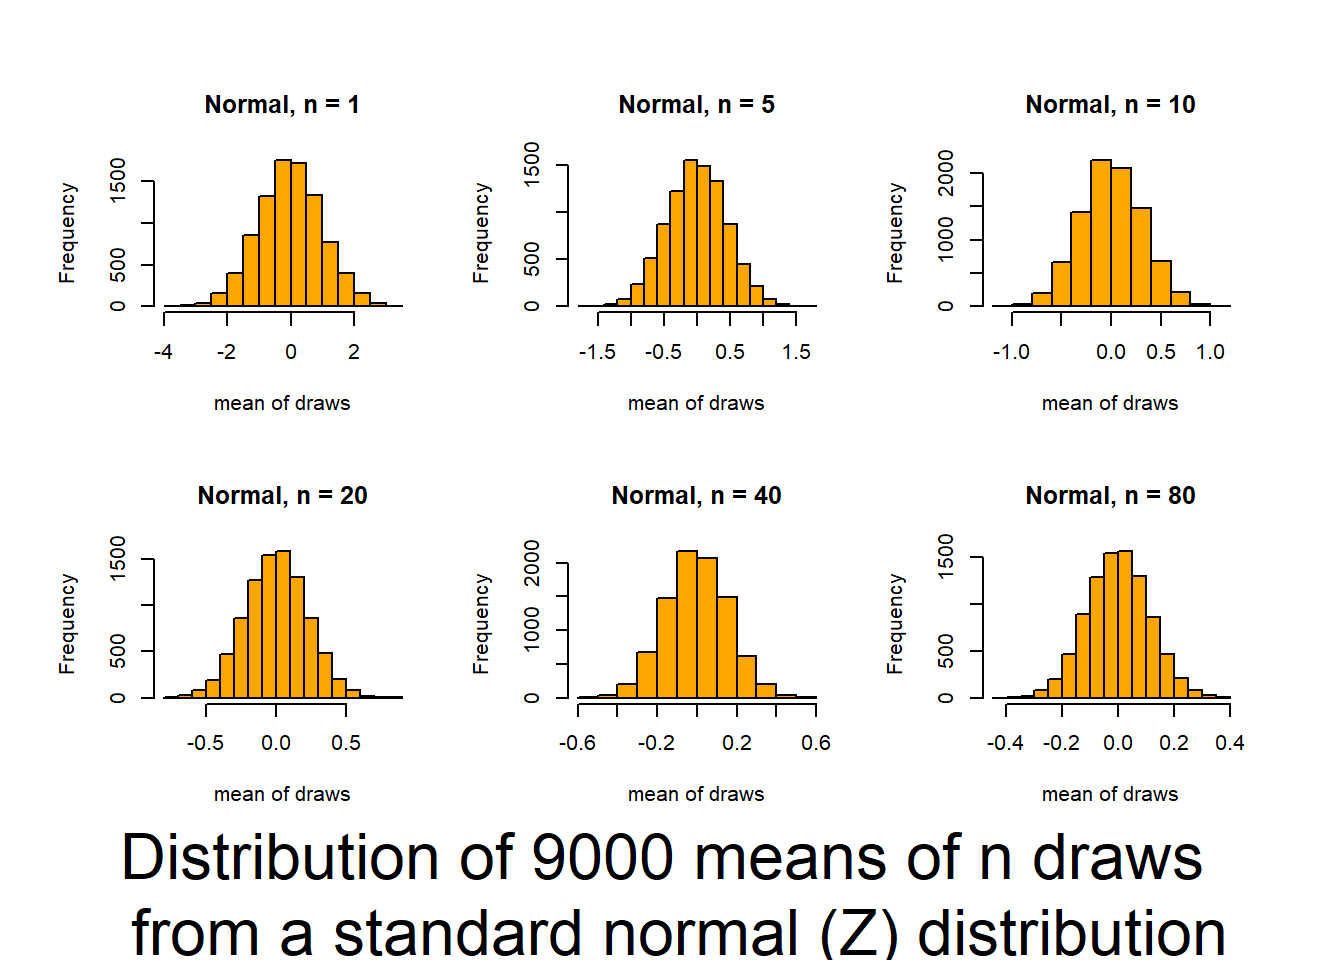 Normal, n = 1
Frequency
0 500 1500
-4 -2 0 2
mean of draws
Normal, n = 5
Frequency
0 500 1500
-1.5 -0.5 0.5 1.5
mean of draws
Normal, n = 10
Frequency
0 1000 2000
-1.0 0.0 0.5 1.0
mean of draws
Normal, n = 20
Frequency
0 500 1500
-0.5 0.0 0.5
mean of draws
Normal, n = 40
Frequency
0 1000 2000
-0.6 -0.2 0.2 0.6
mean of draws
Normal, n = 80
Frequency
0 500 1500
-0.4 -0.2 0.0 0.2 0.4
mean of draws
Distribution of 9000 means of n draws
from a standard normal (Z) distribution